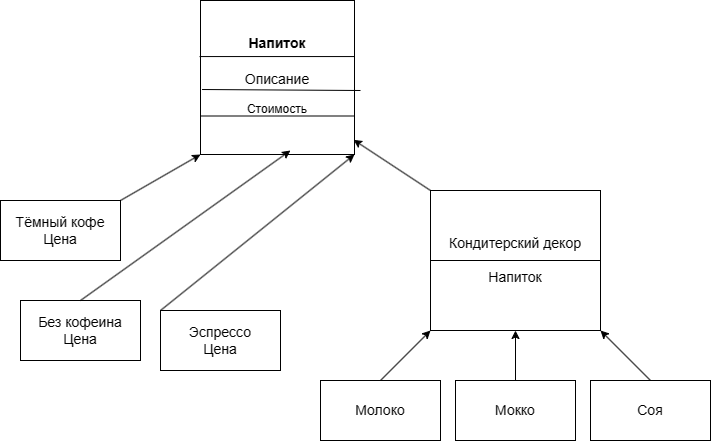 Напиток
Описание
Стоимость
Тёмный кофе
Цена
Кондитерский декор
Напиток
Без кофеина
Цена
Эспрессо
Цена
Молоко
Мокко
Соя